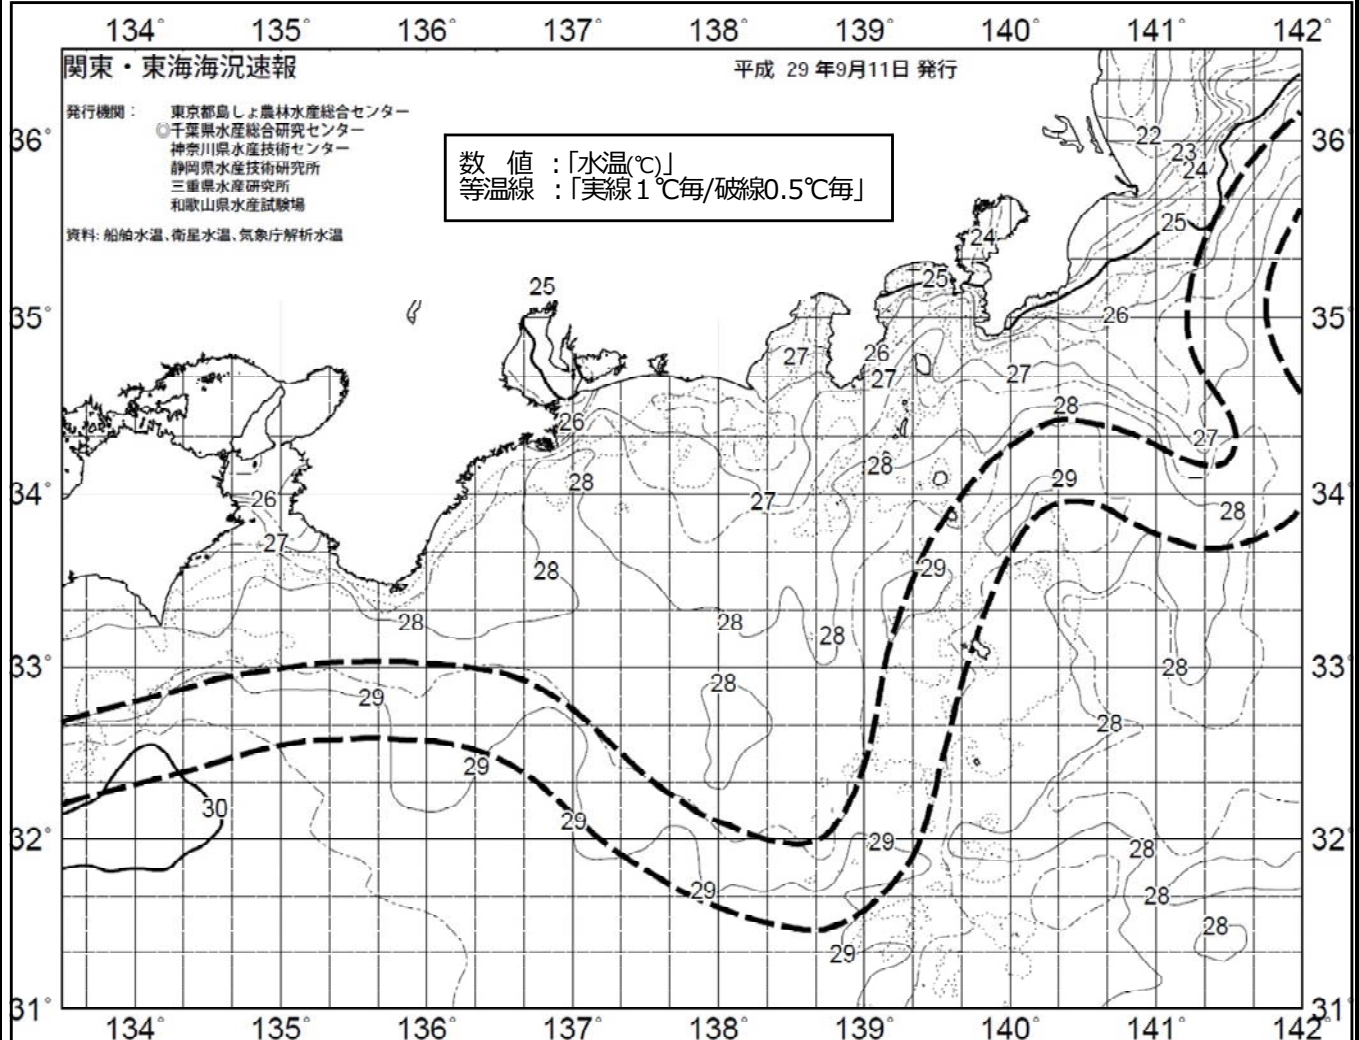 134° 135° 136° 137° 138° 139° 140° 141° 142°
関東・東海海況速報
平成 29 年9月11日 発行
発行機関： 東京都島しょ農林水産総合センター
◎千葉県水産総合研究センター
神奈川県水産技術センター
静岡県水産技術研究所
三重県水産研究所
和歌山県水産試験場
資料: 船舶水温、衛星水温、気象庁解析水温
数 値 ：「水温(℃)」
等温線 ：「実線１℃毎/破線0.5℃毎」
36° 22 36°
23
24
25
24
25
25
35° 26 35°
27 26
27 27
28
26 27
28
28 29
34° 26 27 34°
28
27
28 29
28 28 28
33° 28 33°
29 28
28
29
30
29
32° 29 28 32°
29 28
28
29
31° 31°
134° 135° 136° 137° 138° 139° 140° 141° 142°